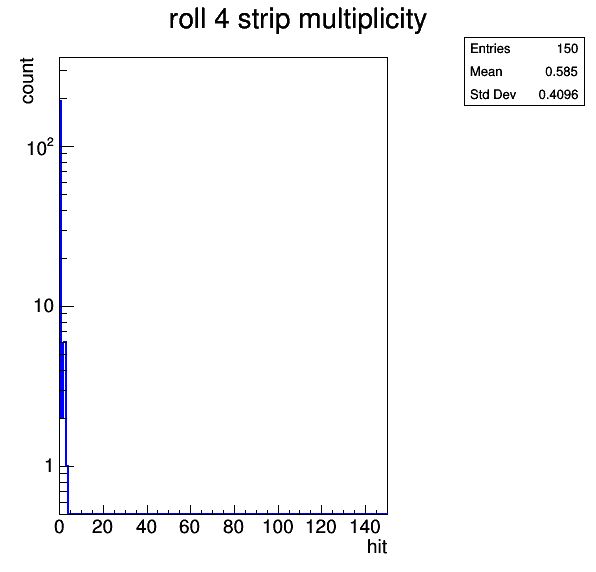 roll 4 strip multiplicity
Entries 150
Mean 0.585
Std Dev 0.4096
count
10²
10
1
0 20 40 60 80 100 120 140
hit